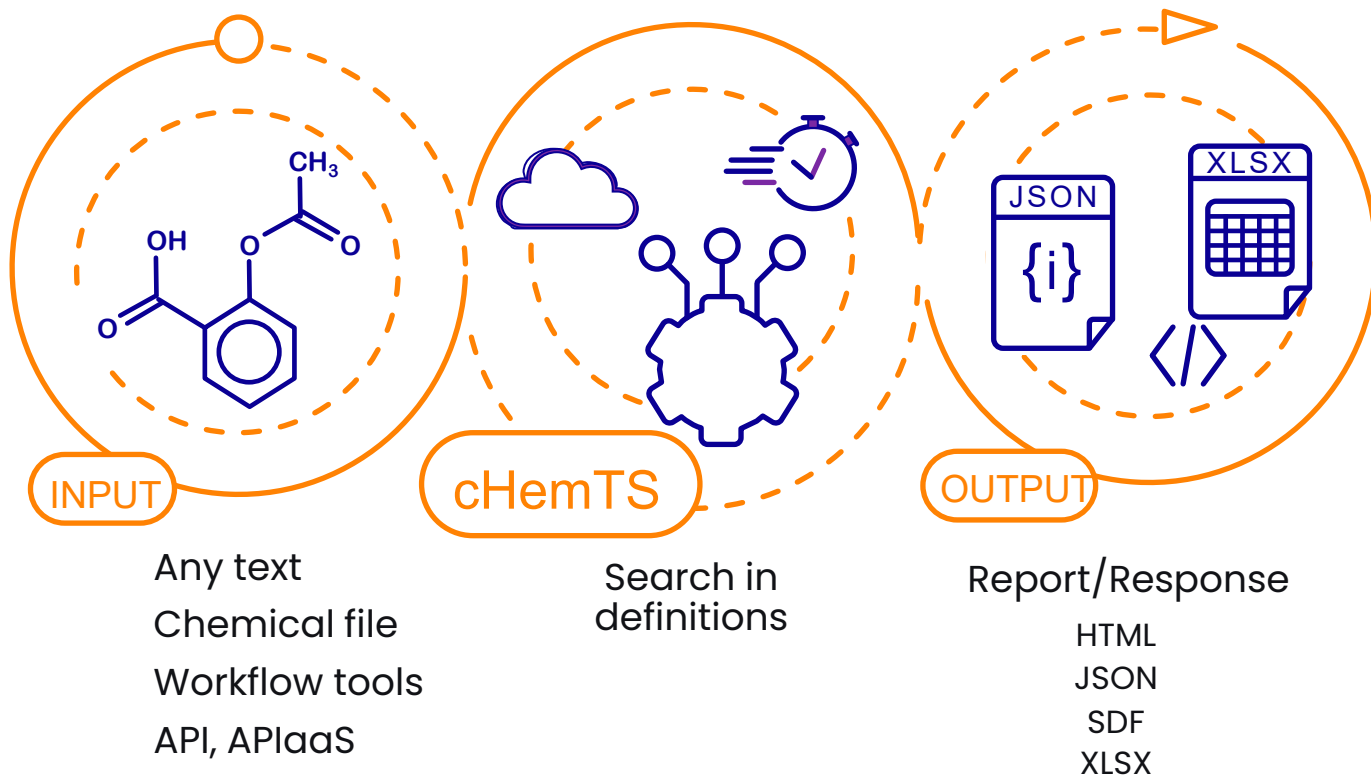 CH₃
OH
O
O
O
INPUT
Any text
Chemical file
Workflow tools
API, APIaaS
cHemTS
Search in
definitions
JSON
{i}
XLSX
</>
OUTPUT
Report/Response
HTML
JSON
SDF
XLSX